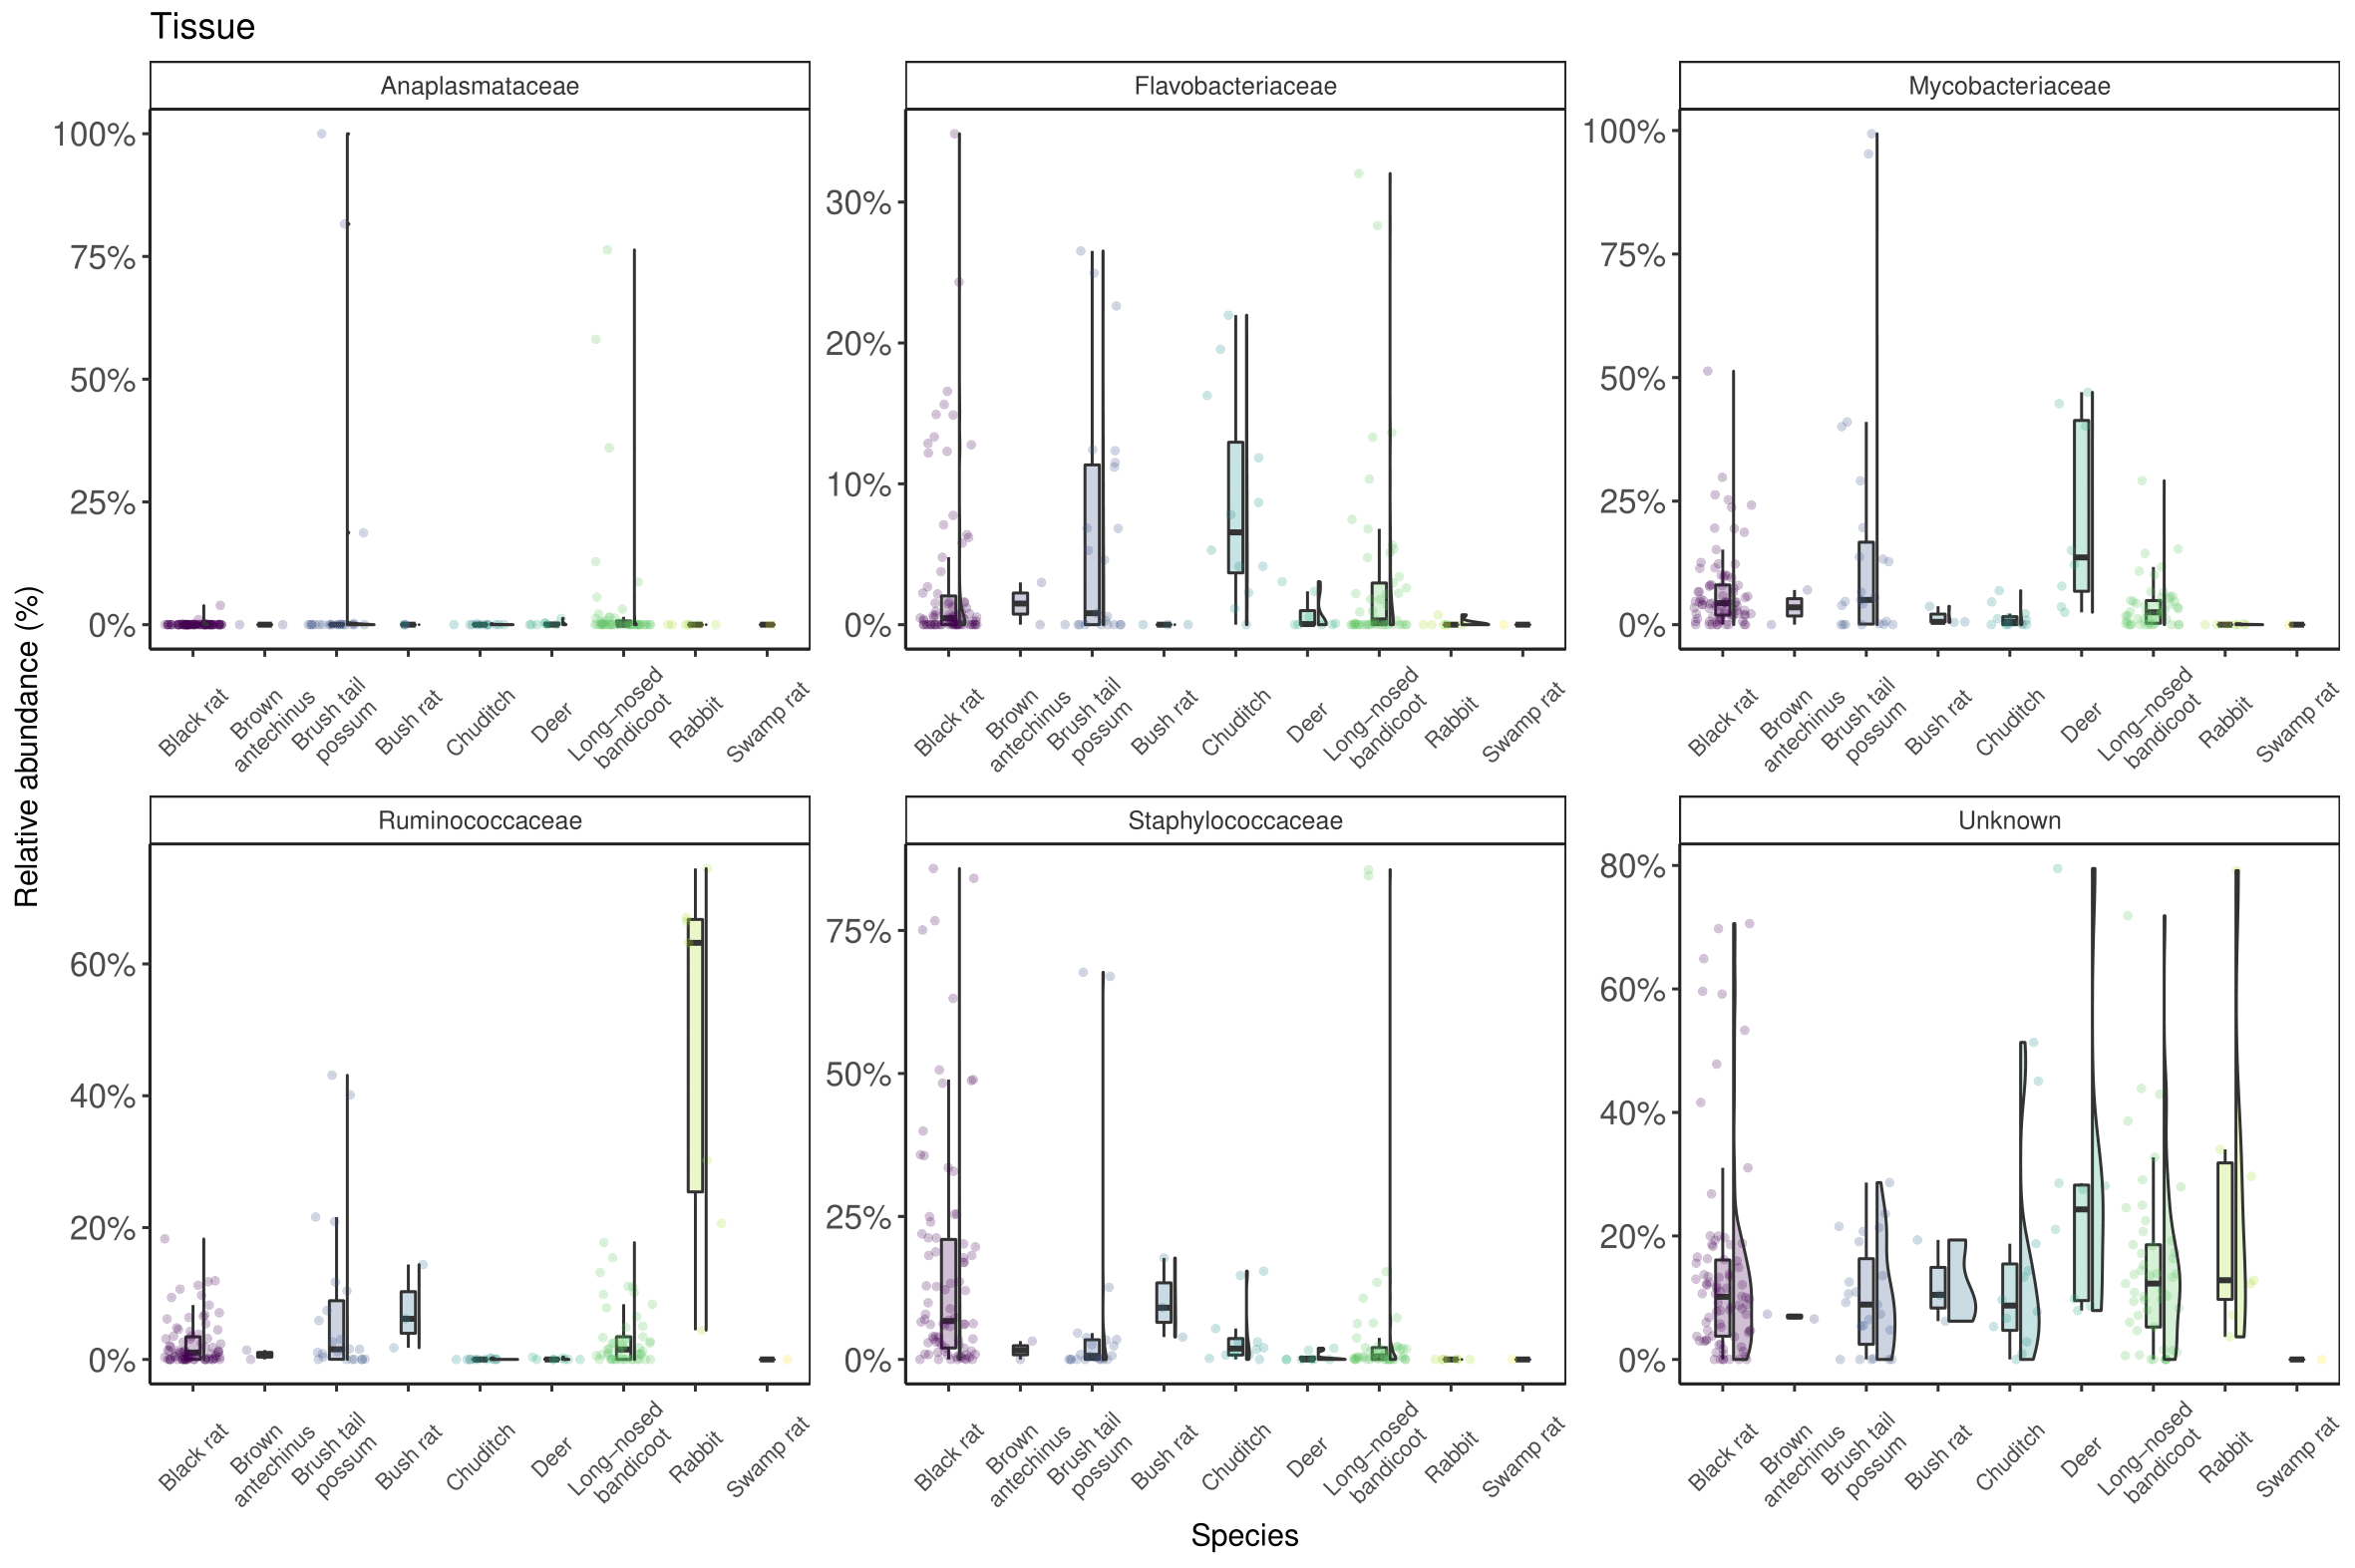 Tissue
Anaplasmataceae
Flavobacteriaceae
Mycobacteriaceae
100%
75%
50%
25%
0%
30%
20%
10%
0%
100%
75%
50%
25%
0%
Black rat
Brown
antechinus
Brush tail
possum
Bush rat
Chuditch
Deer
Long−nosed
bandicoot
Rabbit
Swamp rat
Black rat
Brown
antechinus
Brush tail
possum
Bush rat
Chuditch
Deer
Long−nosed
bandicoot
Rabbit
Swamp rat
Black rat
Brown
antechinus
Brush tail
possum
Bush rat
Chuditch
Deer
Long−nosed
bandicoot
Rabbit
Swamp rat
Relative abundance (%)
Ruminococcaceae
Staphylococcaceae
Unknown
60%
40%
20%
0%
75%
50%
25%
0%
80%
60%
40%
20%
0%
Black rat
Brown
antechinus
Brush tail
possum
Bush rat
Chuditch
Deer
Long−nosed
bandicoot
Rabbit
Swamp rat
Black rat
Brown
antechinus
Brush tail
possum
Bush rat
Chuditch
Deer
Long−nosed
bandicoot
Rabbit
Swamp rat
Black rat
Brown
antechinus
Brush tail
possum
Bush rat
Chuditch
Deer
Long−nosed
bandicoot
Rabbit
Swamp rat
Species